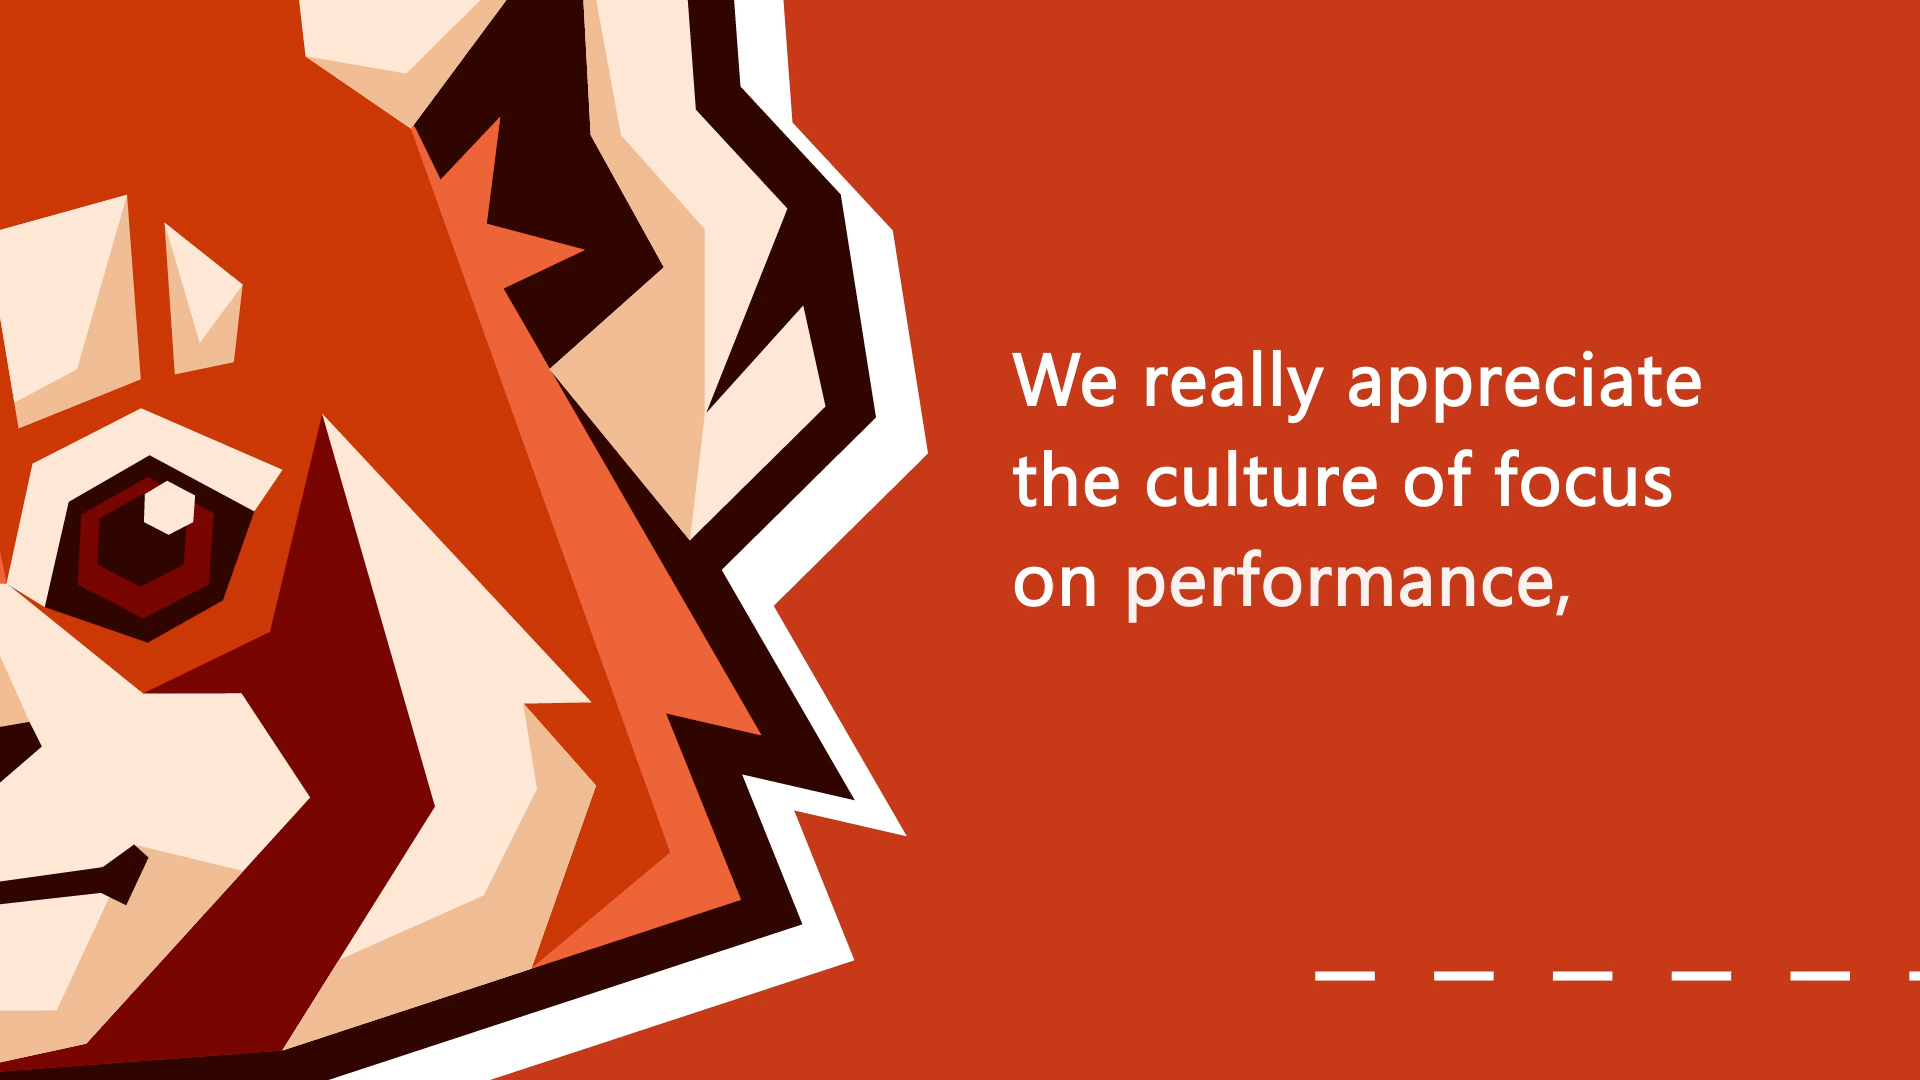 We really appreciate
the culture of focus
on performance,